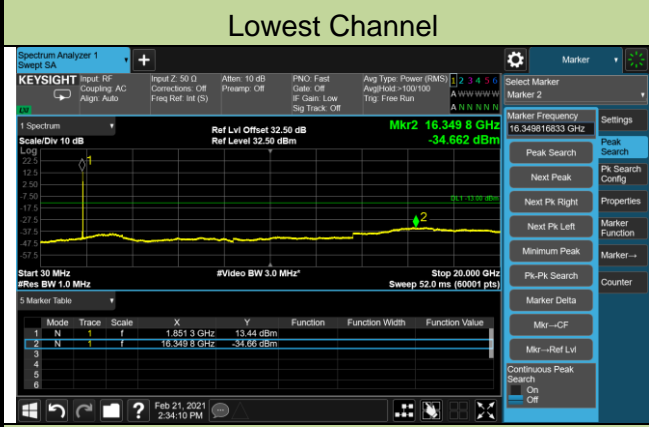 Lowest Channel
Spectrum Analyzer 1
Swept SA
Marker
KEYSIGHT Input: RF
Coupling: AC
Align: Auto
Input Z: 50 Ω
Corrections: Off
Freq Ref: Int (S)
Atten: 10 dB
Preamp: Off
PNO: Fast
Gate: Off
IF Gain: Low
Sig Track: Off
Avg Type: Power (RMS)
Avg|Hold:>100/100
Trig: Free Run
1 2 3 4 5 6
A W W W W W
A N N N N N
Select Marker
Marker 2
1 Spectrum
Scale/Div 10 dB
Ref Lvl Offset 32.50 dB
Ref Level 32.50 dBm
Mkr2 16.349 8 GHz
-34.662 dBm
Log
22.5
12.5
2.50
-7.50
-17.5
-27.5
-37.5
-47.5
-57.5
1
DL1 -13.00 dBm
2
Start 30 MHz
#Res BW 1.0 MHz
#Video BW 3.0 MHz*
Stop 20.000 GHz
Sweep 52.0 ms (60001 pts)
5 Marker Table
Mode Trace Scale X Y Function Function Width Function Value
1 N 1 f 1.851 3 GHz 13.44 dBm
2 N 1 f 16.349 8 GHz -34.66 dBm
3
4
5
6
Marker Frequency
16.349816833 GHz
Peak Search
Next Peak
Next Pk Right
Next Pk Left
Minimum Peak
Pk-Pk Search
Marker Delta
Mkr→CF
Mkr→Ref Lvl
Continuous Peak
Search
On
Off
Settings
Peak
Search
Pk Search
Config
Properties
Marker
Function
Marker→
Counter
Feb 21, 2021
2:34:10 PM